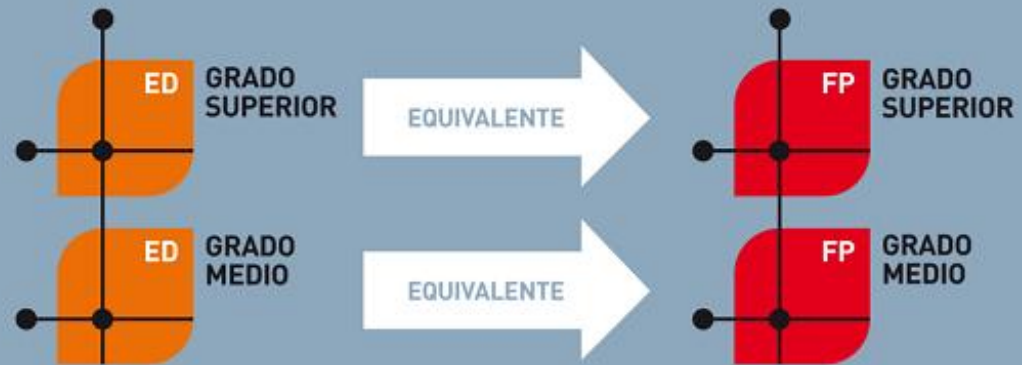 ED GRADO
SUPERIOR
EQUIVALENTE
FP GRADO
SUPERIOR
ED GRADO
MEDIO
EQUIVALENTE
FP GRADO
MEDIO